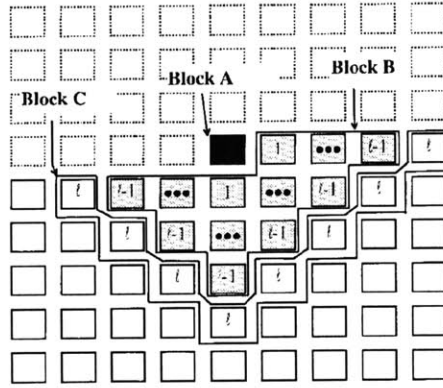 Block A
Block B
Block C
1 ••• ℓ-1 ℓ
ℓ ℓ-1 ••• 1 ••• ℓ-1 ℓ
ℓ ℓ-1 ••• ℓ-1 ℓ
ℓ ℓ-1 ℓ
ℓ